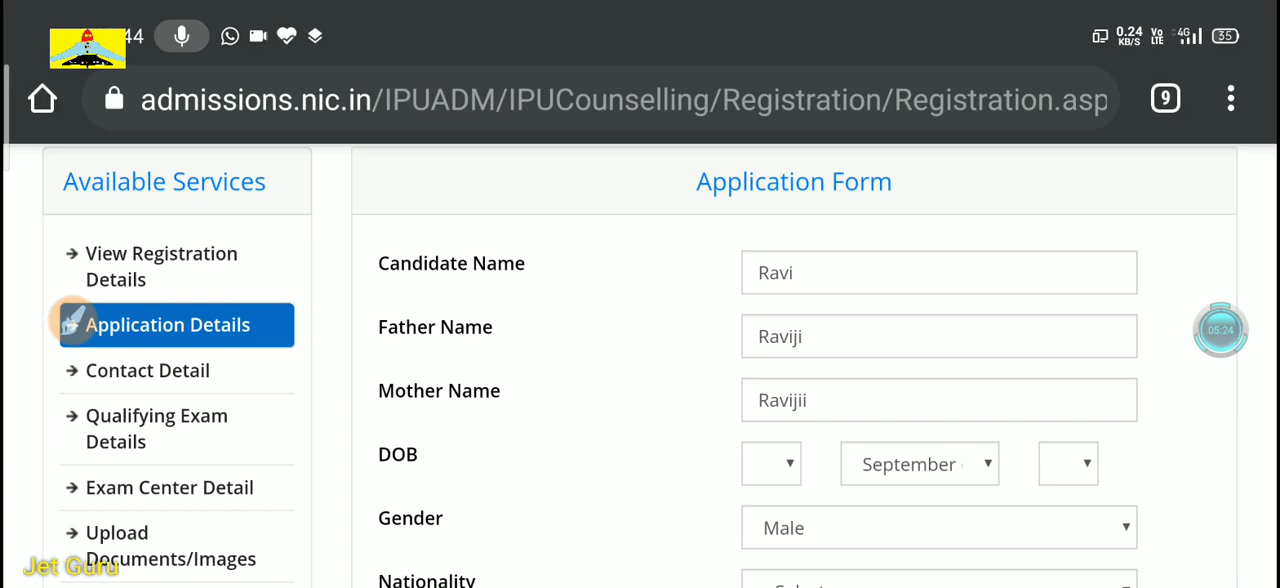 44
0.24 KB/S
Vo LTE
4G
35
admissions.nic.in/IPUADM/IPUCounselling/Registration/Registration.asp
9
Available Services
Application Form
View Registration
Details
Application Details
Contact Detail
Qualifying Exam
Details
Exam Center Detail
Upload
Documents/Images
Candidate Name
Ravi
Father Name
Raviji
Mother Name
Ravijii
DOB
September
Gender
Male
Nationality
05:24
Jet Guru